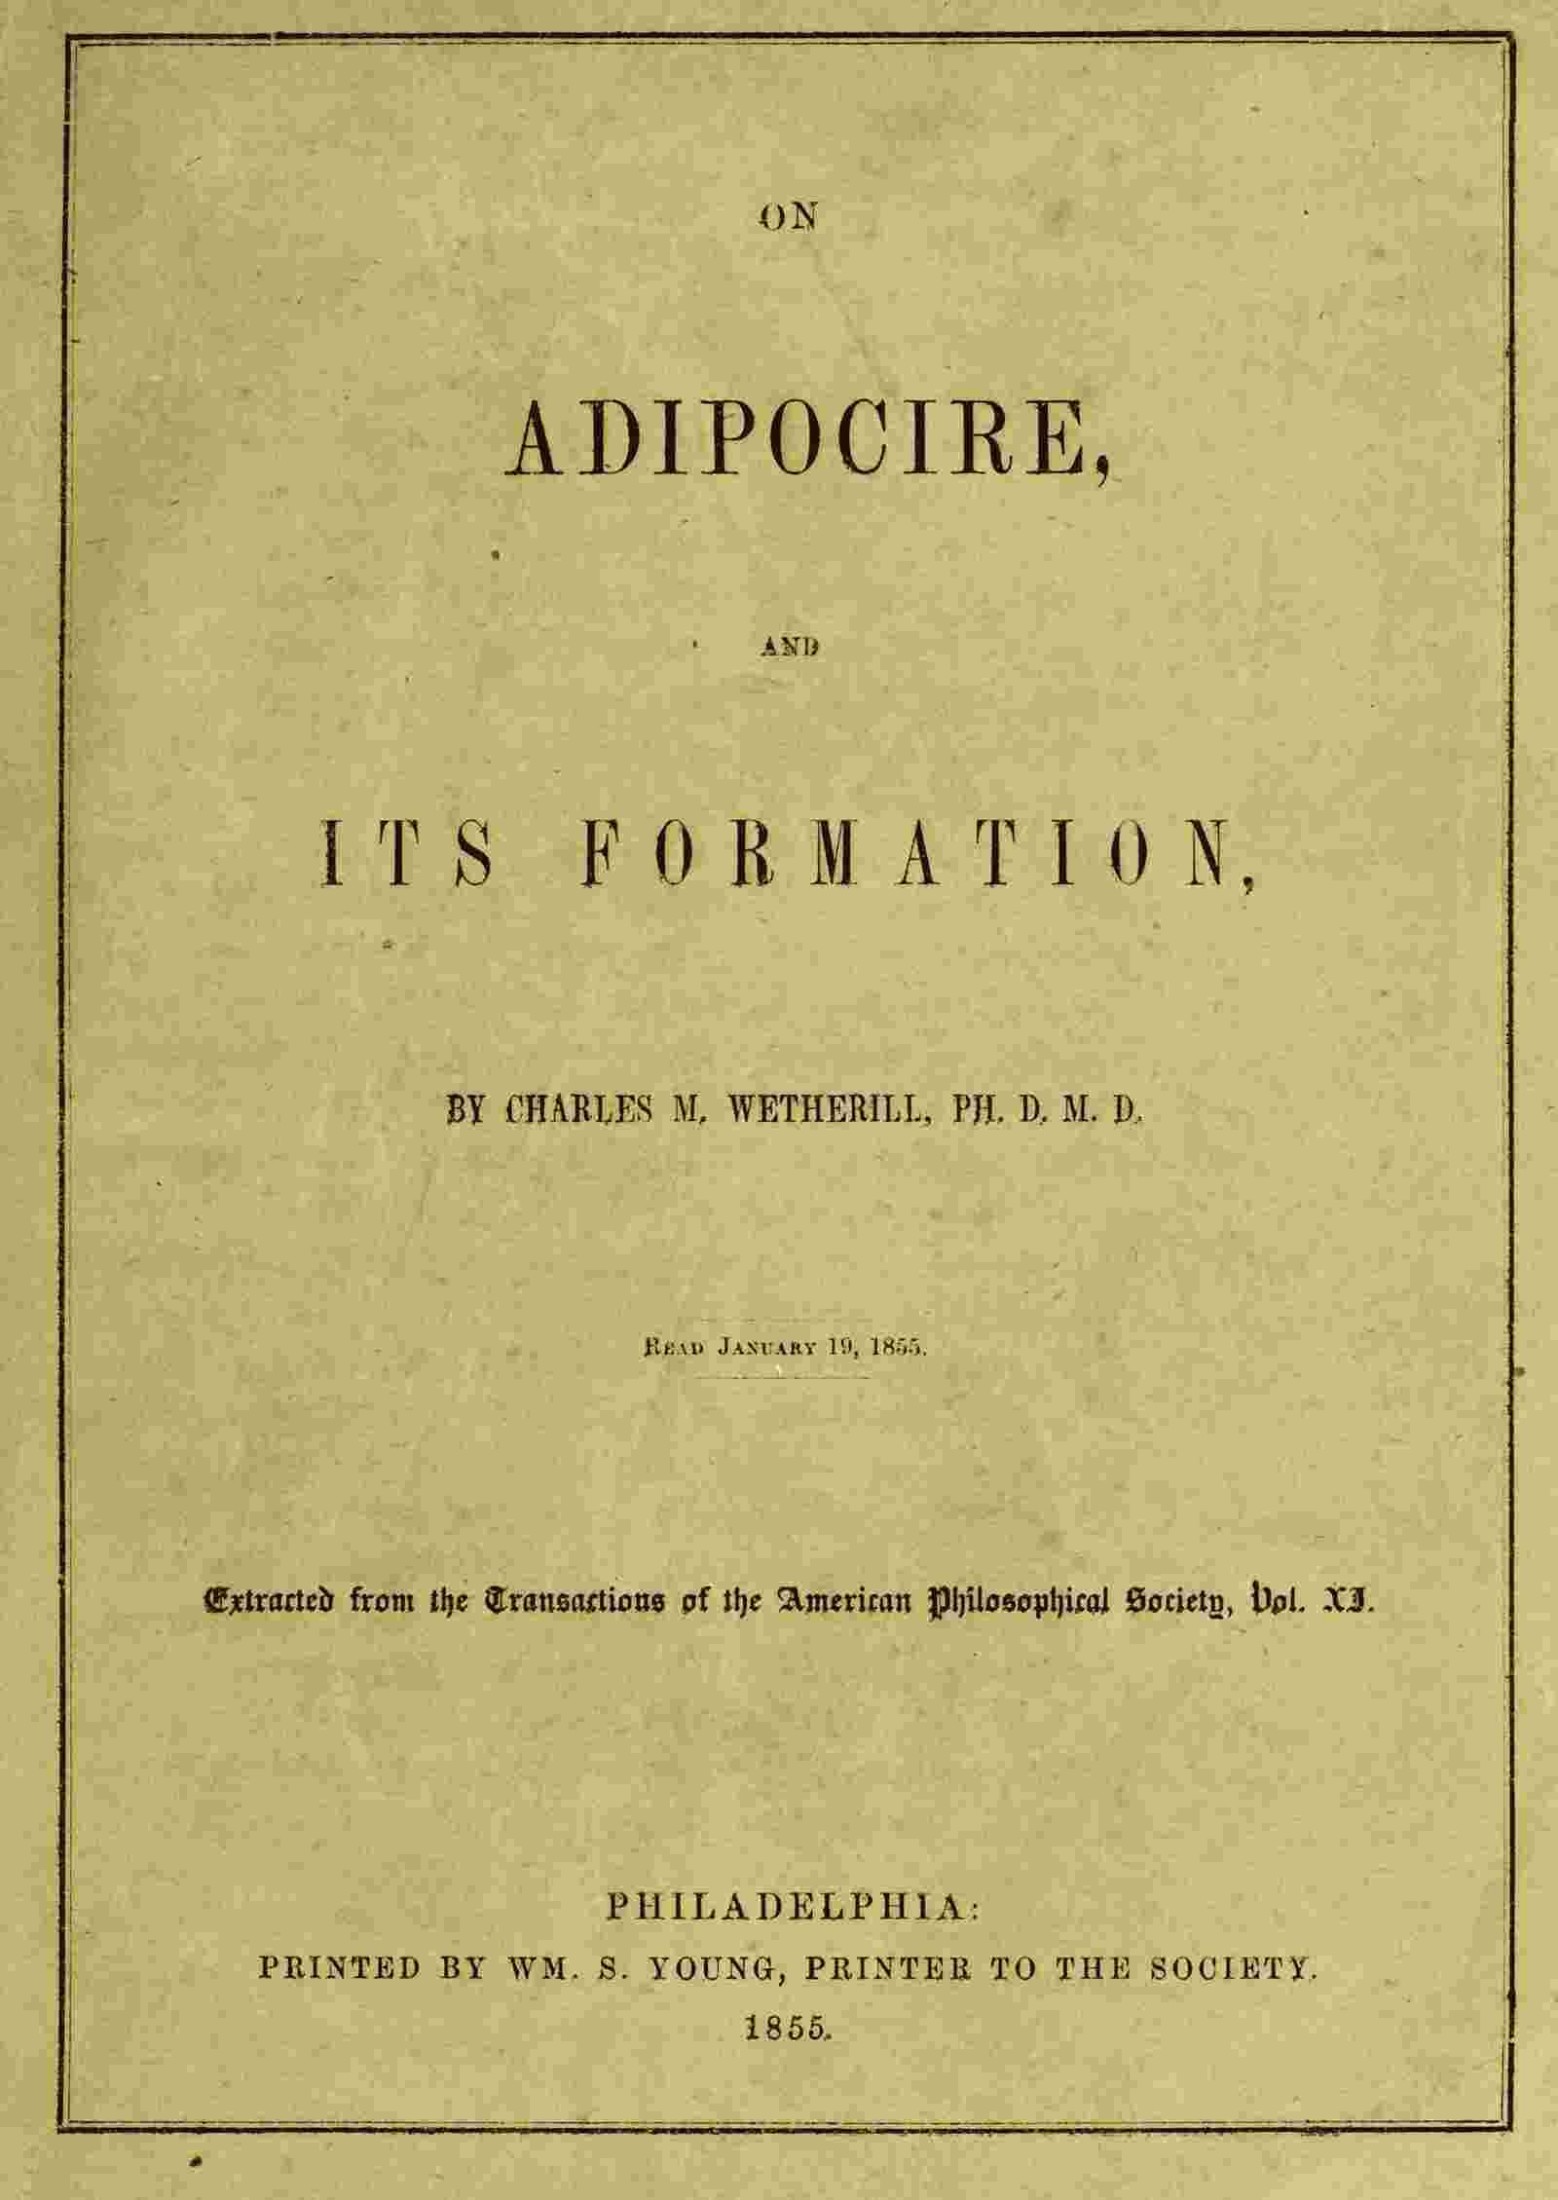 ON
ADIPOCIRE,
AND
ITS FORMATION,
BY CHARLES M. WETHERILL, PH. D. M. D.
READ JANUARY 19, 1855.
Extracted from the Transactions of the American Philosophical Society, Vol. XI.
PHILADELPHIA:
PRINTED BY WM. S. YOUNG, PRINTER TO THE SOCIETY.
1855.